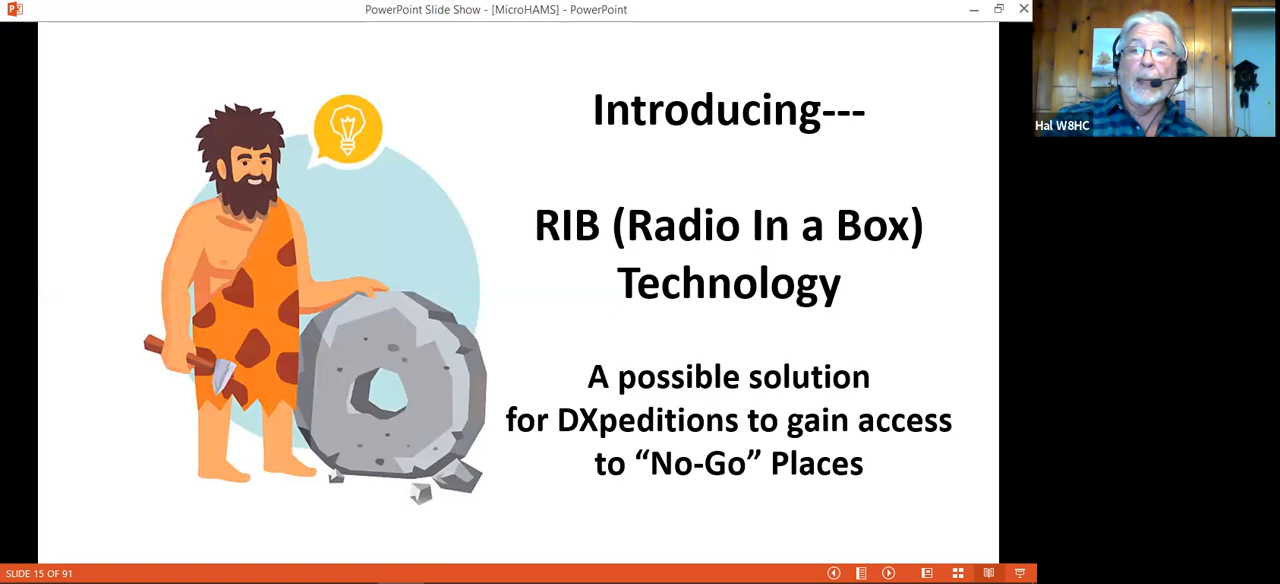 PowerPoint Slide Show - [MicroHAMS] - PowerPoint
Introducing---
RIB (Radio In a Box)
Technology
A possible solution
for DXpeditions to gain access
to “No-Go” Places
Hal W8HC
SLIDE 15 OF 91